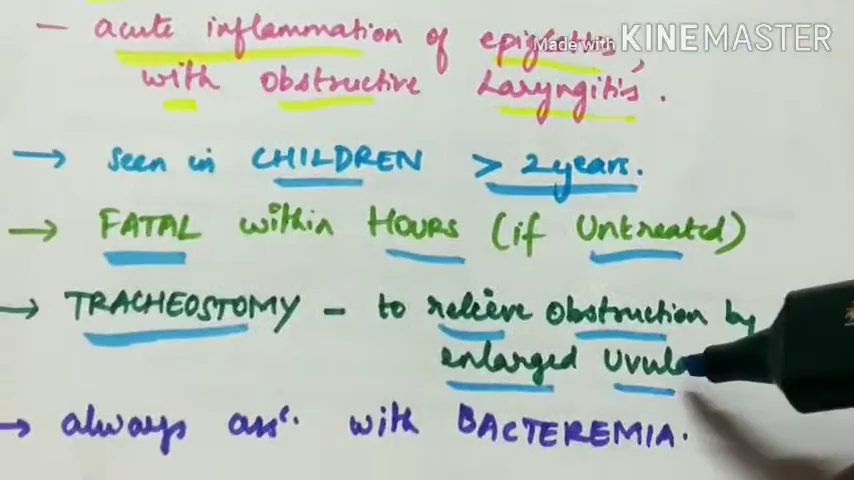 – acute inflammation of epiglottis,
Made with KINEMASTER
with obstructive Laryngitis.
→ seen in CHILDREN > 2 years.
→ FATAL within HOURS (if Untreated)
→ TRACHEOSTOMY – to relieve obstruction by
enlarged Uvula
→ always assᶜ. with BACTEREMIA.